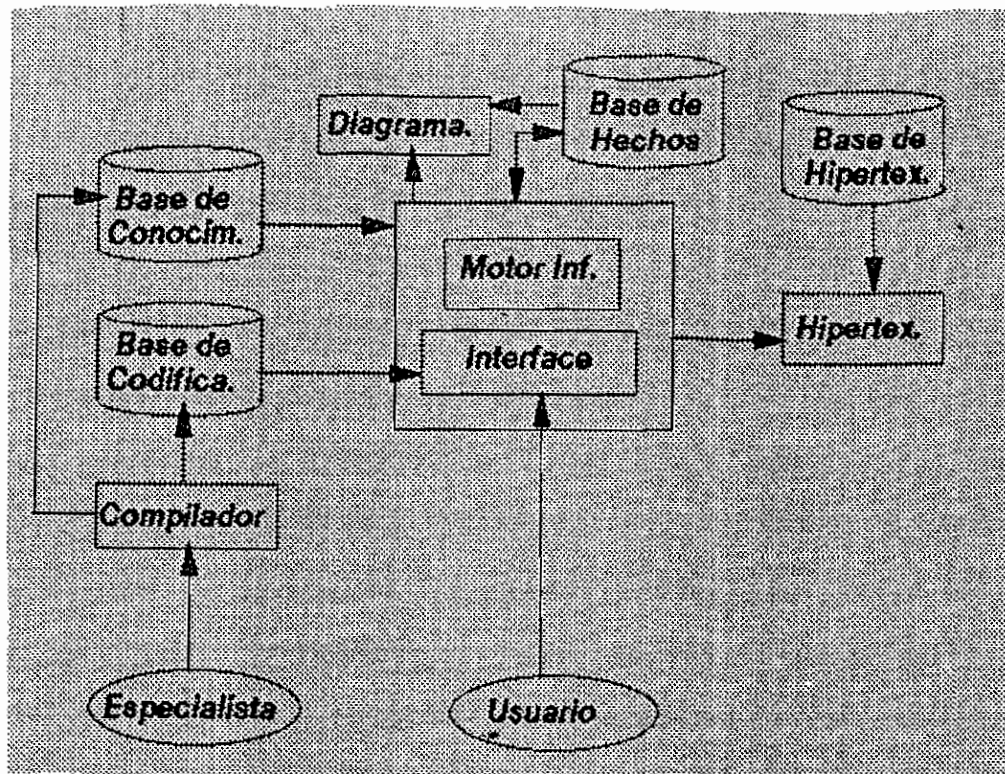 Diagrama.
Base de
Hechos
Base de
Hipertex.
Base de
Conocim.
Motor Inf.
Base de
Codifica.
Interface
Hipertex.
Compilador
Especialista
Usuario